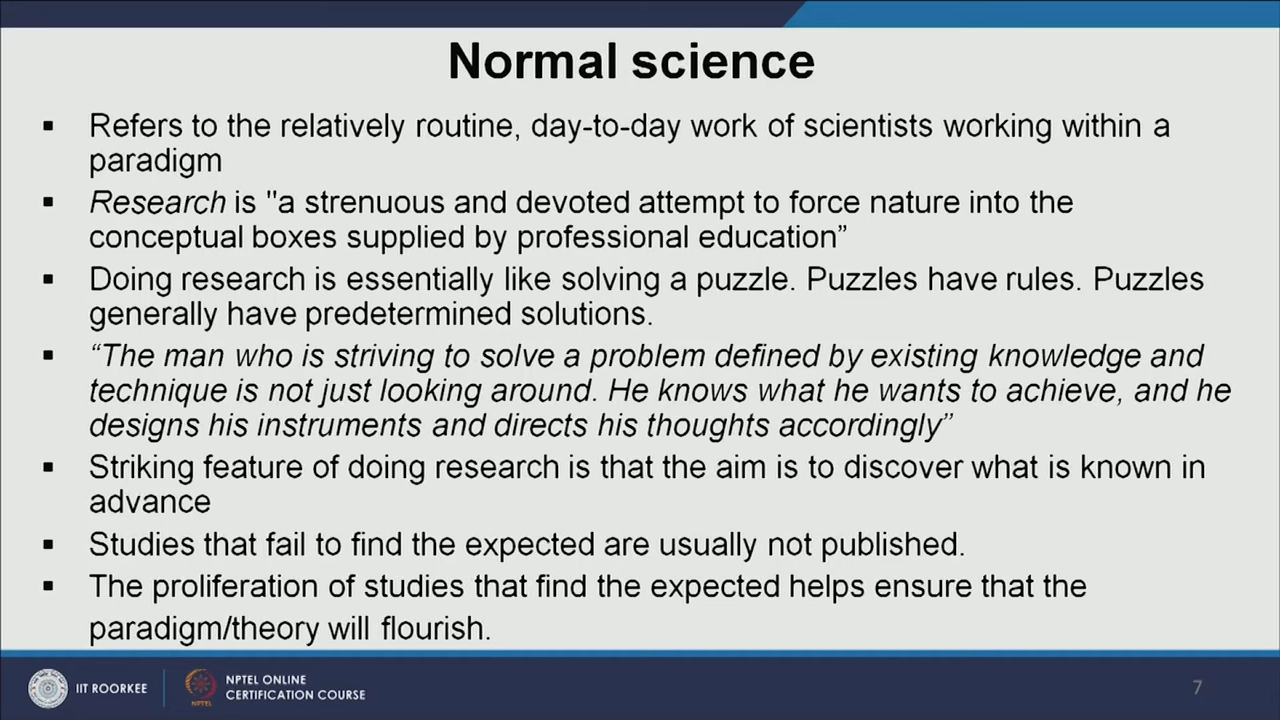 Normal science
▪ Refers to the relatively routine, day-to-day work of scientists working within a
paradigm
▪ Research is "a strenuous and devoted attempt to force nature into the
conceptual boxes supplied by professional education”
▪ Doing research is essentially like solving a puzzle. Puzzles have rules. Puzzles
generally have predetermined solutions.
▪ “The man who is striving to solve a problem defined by existing knowledge and
technique is not just looking around. He knows what he wants to achieve, and he
designs his instruments and directs his thoughts accordingly”
▪ Striking feature of doing research is that the aim is to discover what is known in
advance
▪ Studies that fail to find the expected are usually not published.
▪ The proliferation of studies that find the expected helps ensure that the
paradigm/theory will flourish.
IIT ROORKEE
NPTEL
NPTEL ONLINE
CERTIFICATION COURSE
7